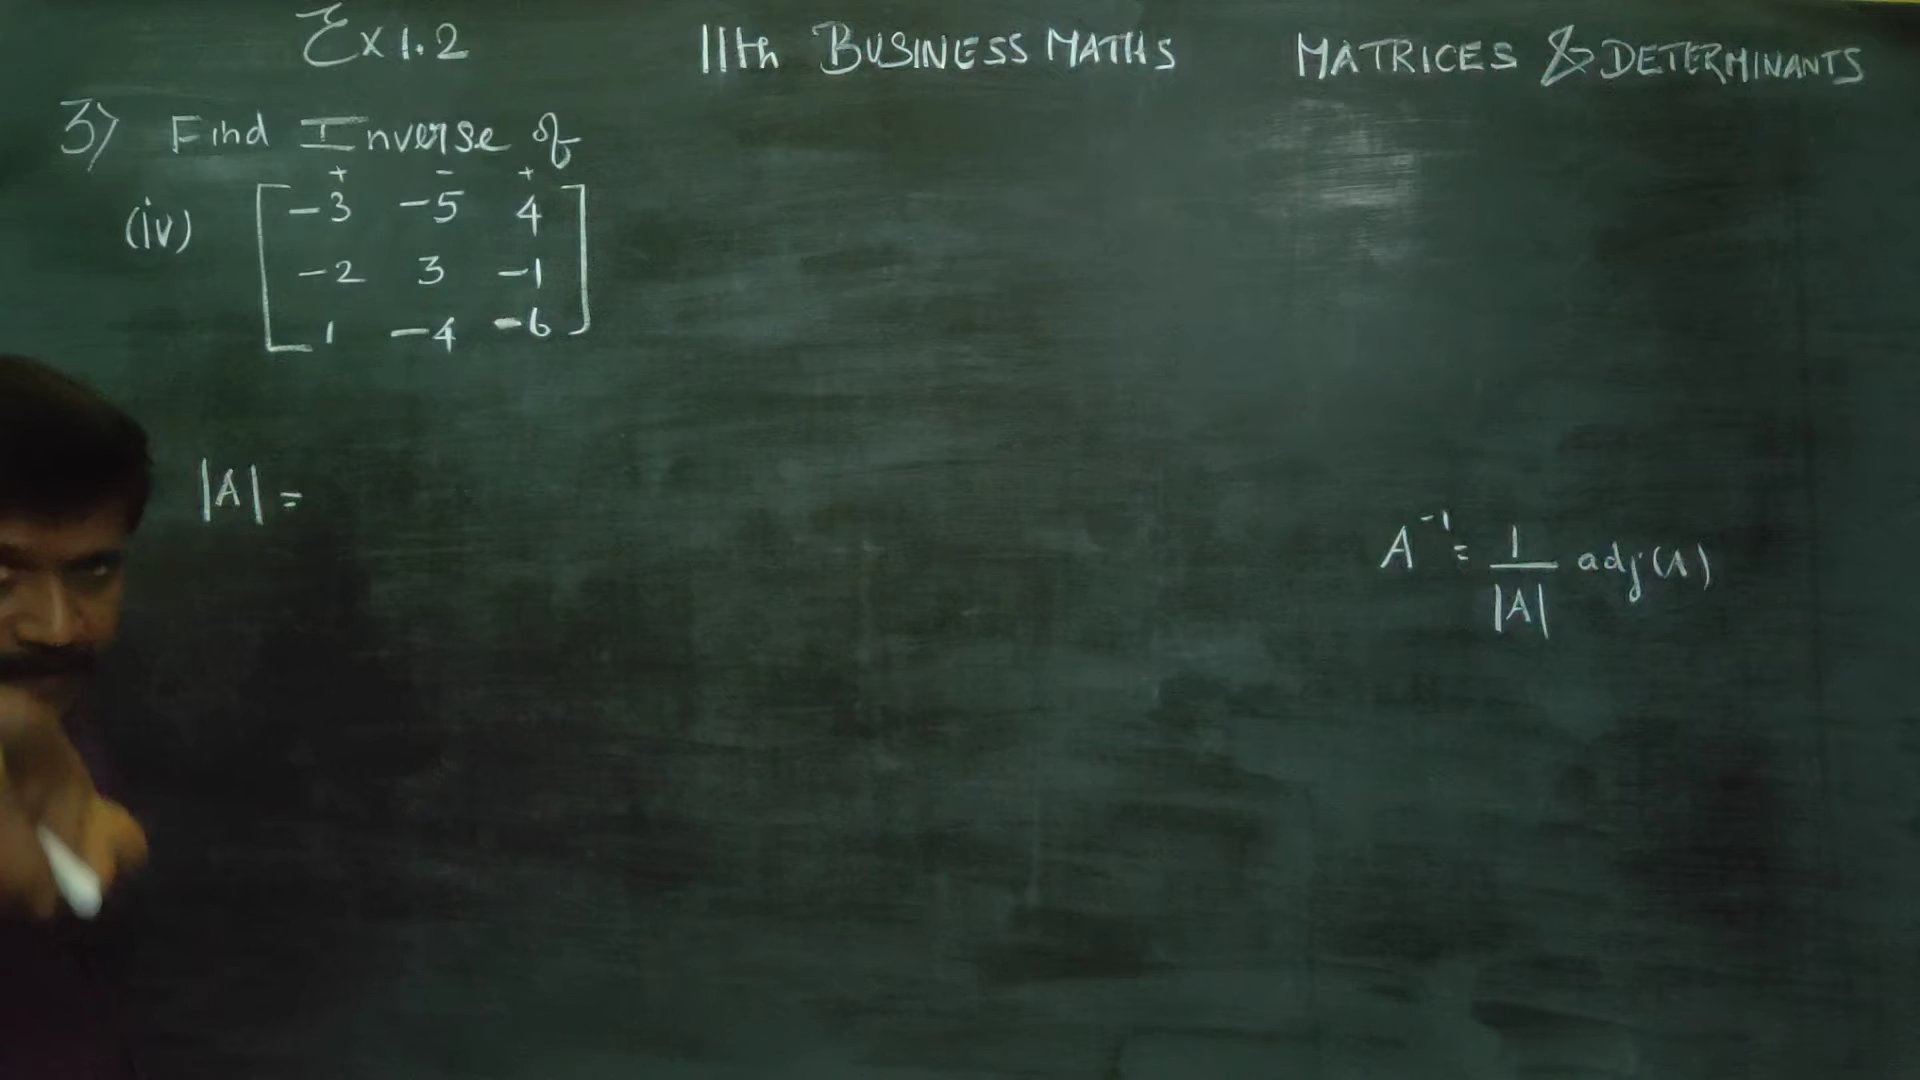 Ex 1.2 11th BUSINESS MATHS MATRICES & DETERMINANTS
3) Find Inverse of
+ - +
(iv) [ -3 -5 4
-2 3 -1
1 -4 -6 ]
|A| =
A⁻¹ = 1/|A| adj(A)